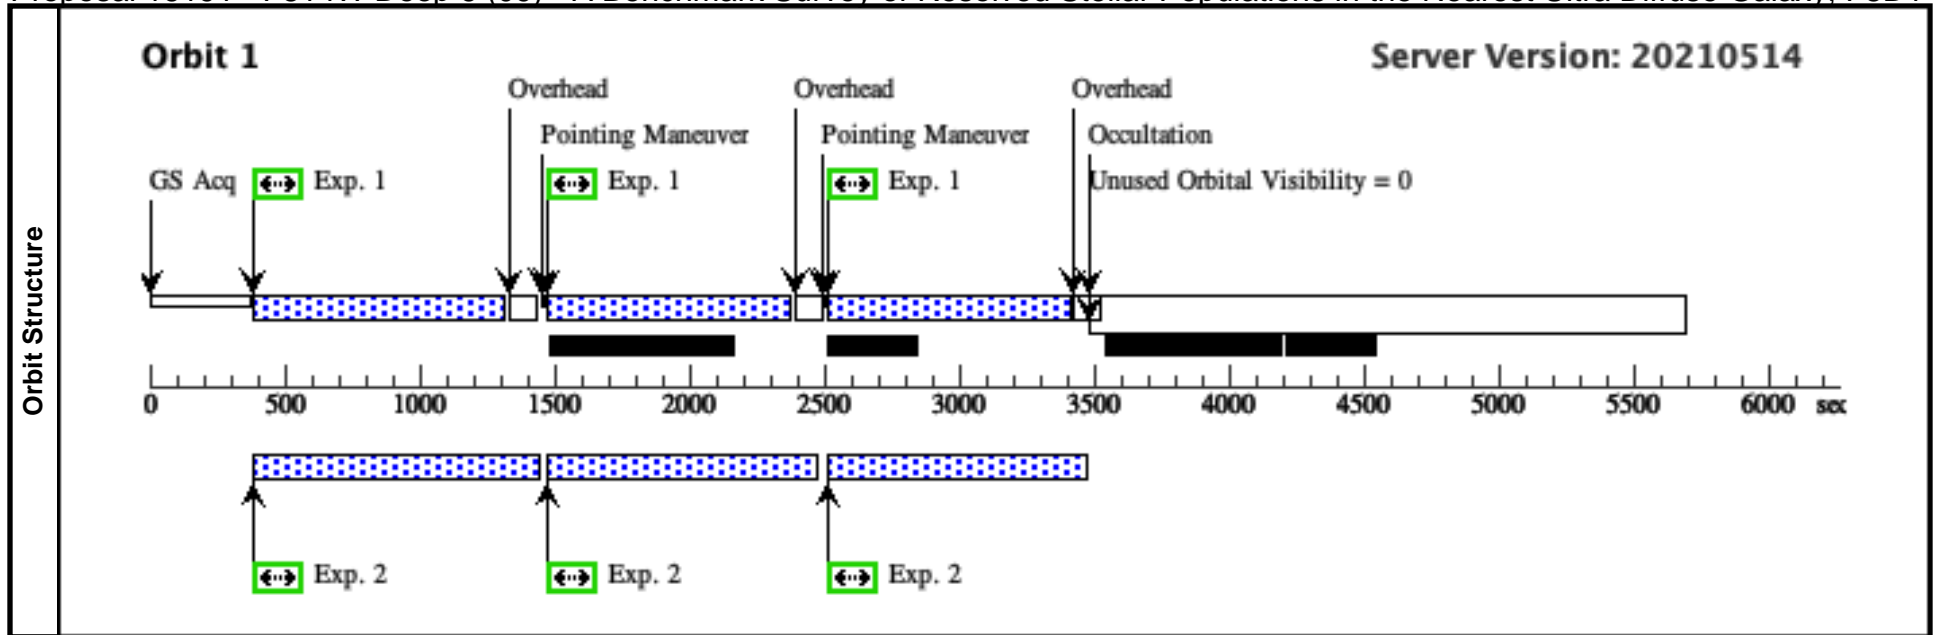 Orbit 1
Server Version: 20210514
Overhead
Overhead
Overhead
Pointing Maneuver
Pointing Maneuver
Occultation
GS Acq
Exp. 1
Exp. 1
Exp. 1
Unused Orbital Visibility = 0
Orbit Structure
0 500 1000 1500 2000 2500 3000 3500 4000 4500 5000 5500 6000 sec
Exp. 2
Exp. 2
Exp. 2